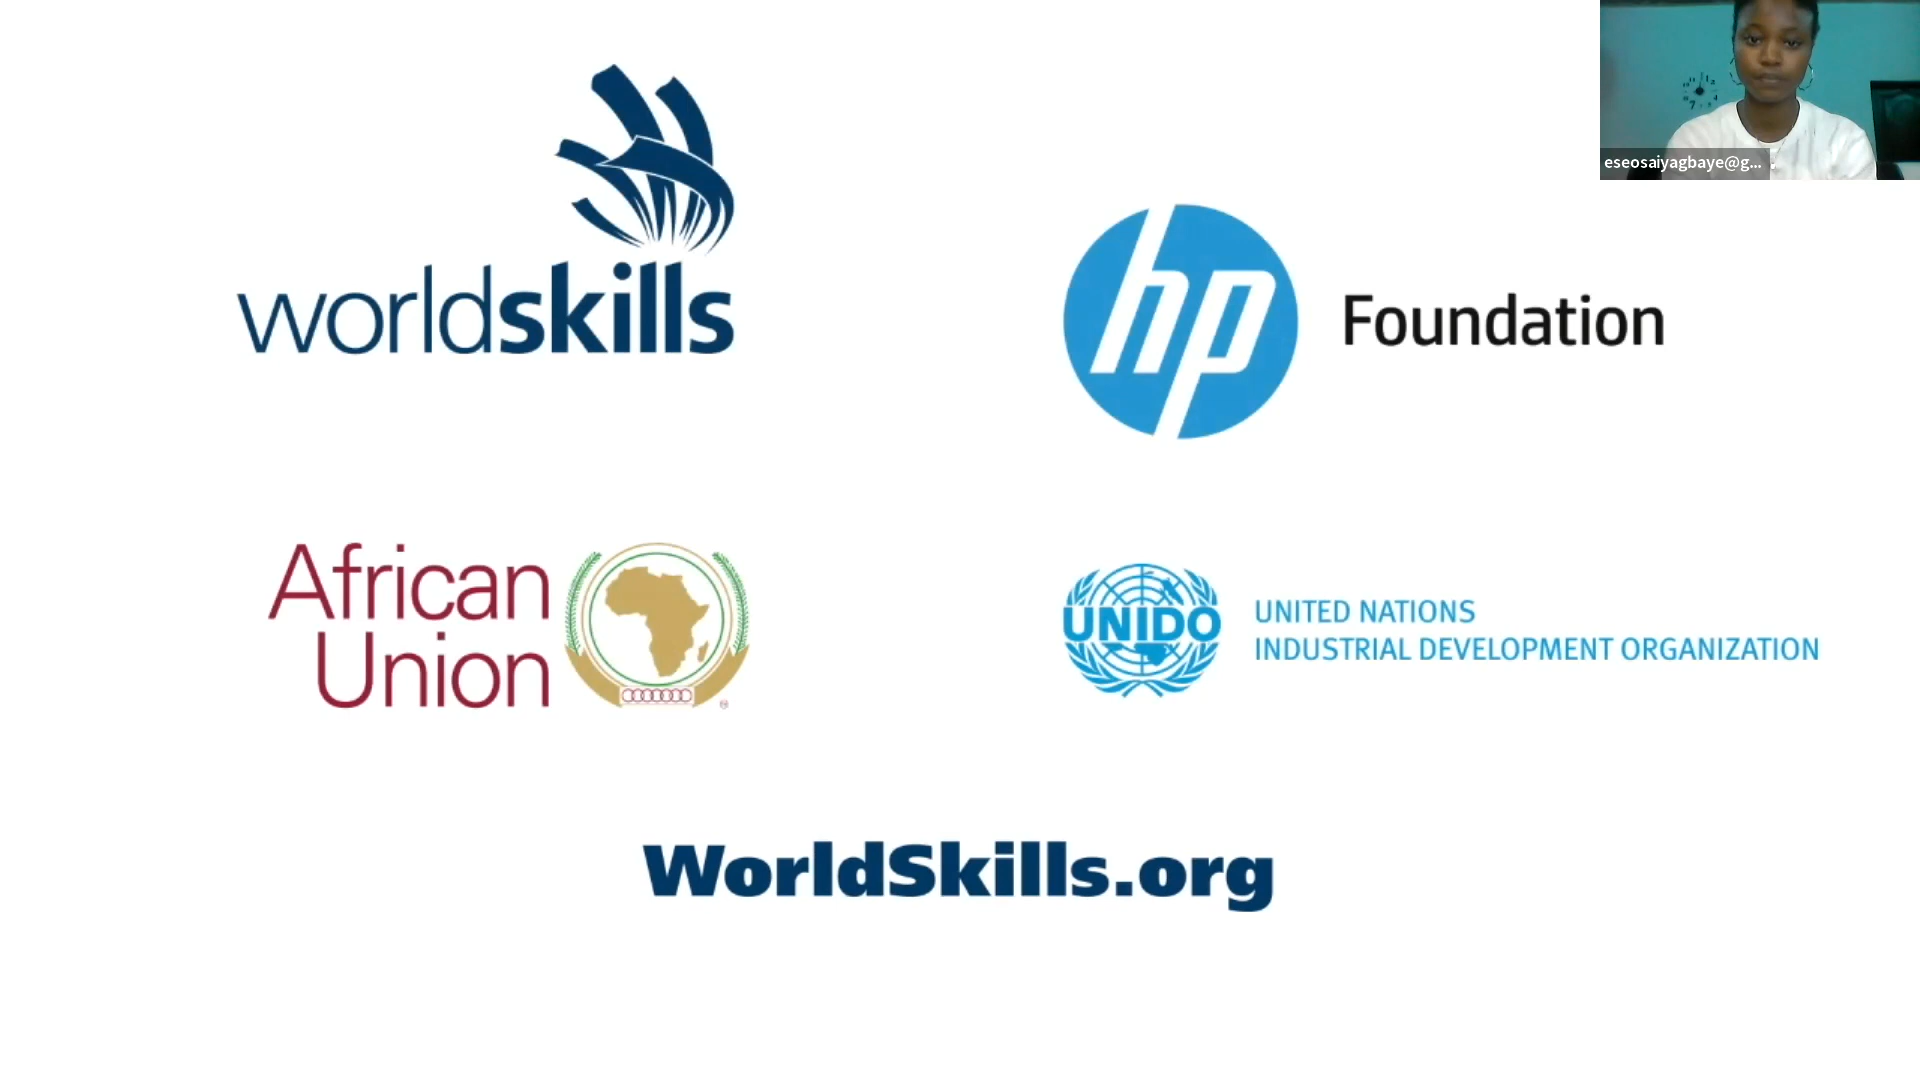 worldskills
hp Foundation
eseosaiyagbaye@g...
African
Union
UNIDO
UNITED NATIONS
INDUSTRIAL DEVELOPMENT ORGANIZATION
WorldSkills.org